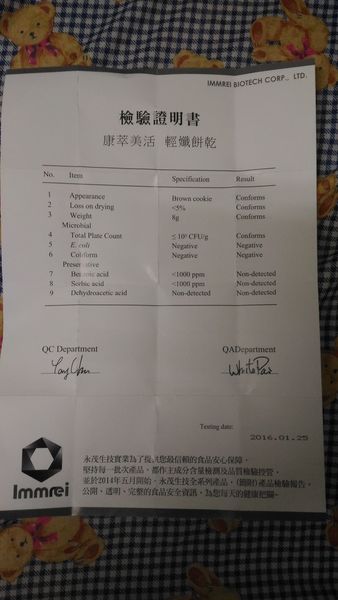 IMMREI BIOTECH CORP., LTD.
檢驗證明書
康萃美活 輕孅餅乾
No. Item Specification Result
1 Appearance Brown cookie Conforms
2 Loss on drying <5% Conforms
3 Weight 8g Conforms
Microbial
4 Total Plate Count ≤ 10⁵ CFU/g Conforms
5 E. coli Negative Negative
6 Coliform Negative Negative
Preservative
7 Benzoic acid <1000 ppm Non-detected
8 Sorbic acid <1000 ppm Non-detected
9 Dehydroacetic acid Non-detected Non-detected
QC Department QADepartment
Testing date:
2016.01.25
永茂生技實業為了提供您最信賴的食品安心保障，
堅持每一批次產品，都作主成分含量檢測及品質檢驗控管。
並於2014年五月開始，永茂生技全系列產品，(隨附)產品檢驗報告，
公開、透明、完整的食品安全資訊，為您每天的健康把關。
Immrei